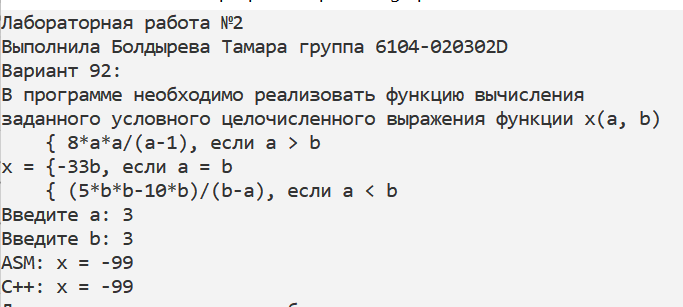 Лабораторная работа №2
Выполнила Болдырева Тамара группа 6104-020302D
Вариант 92:
В программе необходимо реализовать функцию вычисления
заданного условного целочисленного выражения функции x(a, b)
{ 8*a*a/(a-1), если a > b
x = {-33b, если a = b
{ (5*b*b-10*b)/(b-a), если a < b
Введите a: 3
Введите b: 3
ASM: x = -99
C++: x = -99